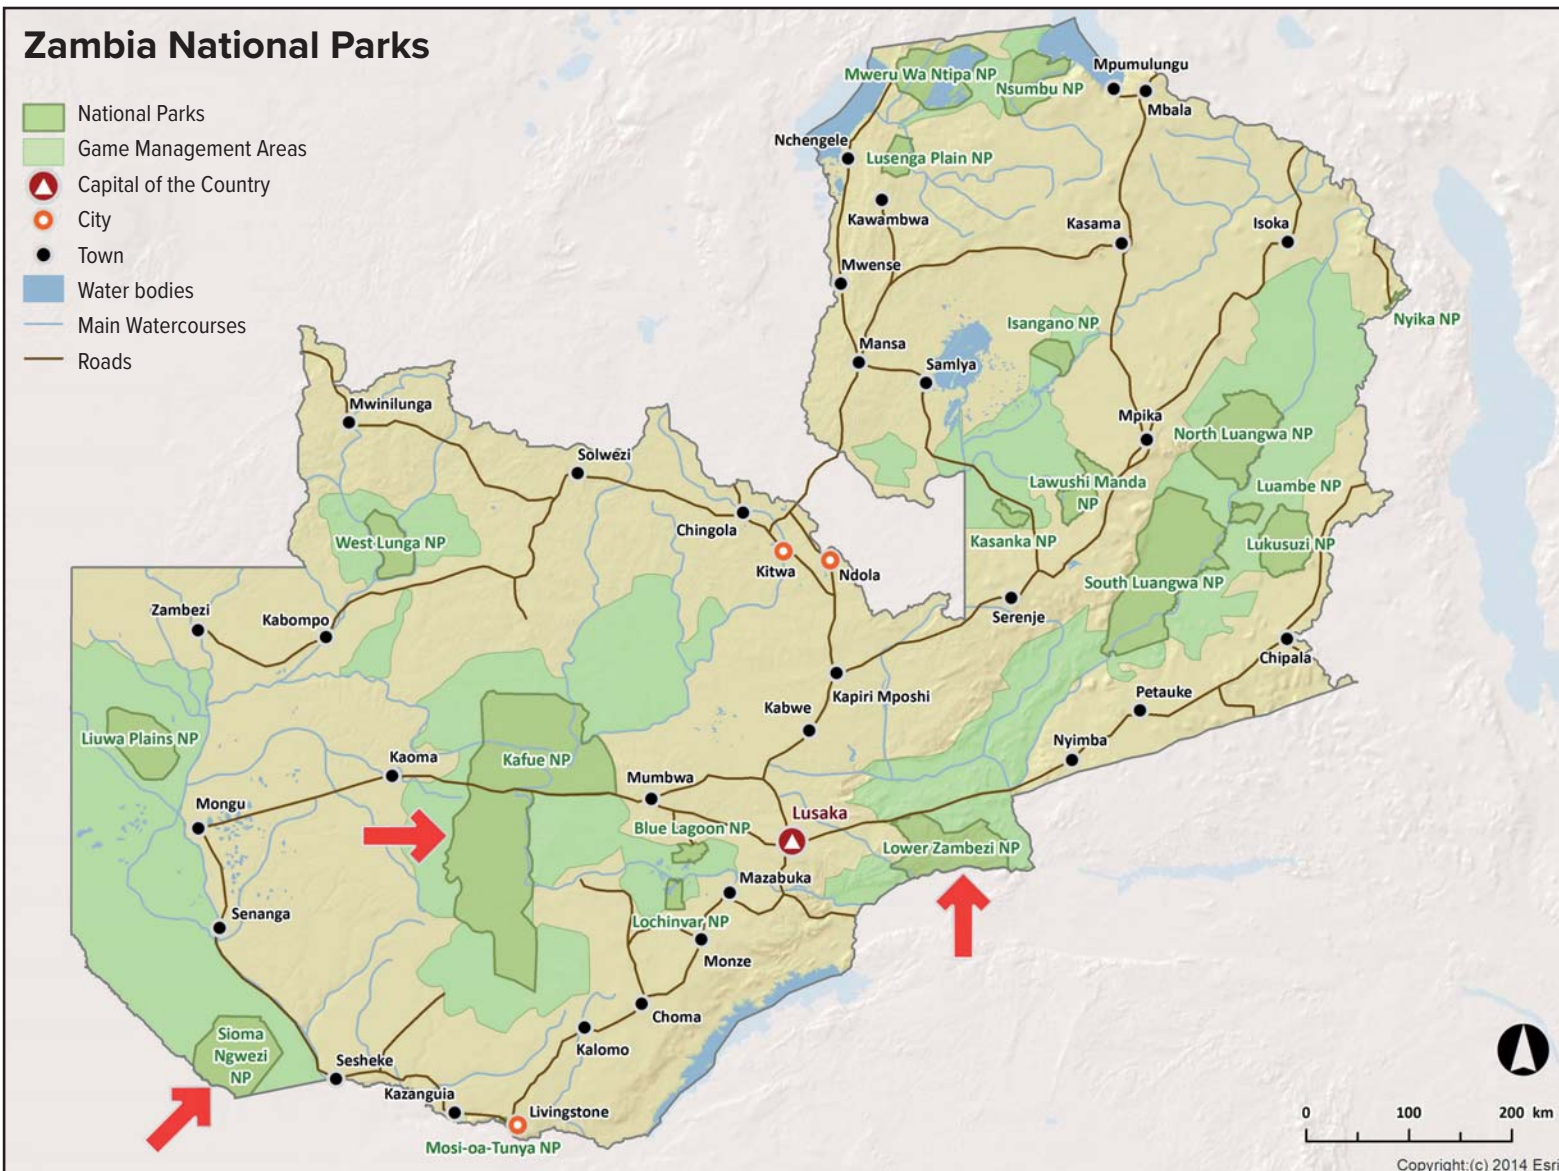 Zambia National Parks
National Parks
Game Management Areas
Capital of the Country
City
Town
Water bodies
Main Watercourses
Roads
Mweru Wa Ntipa NP
Nsumbu NP
Mpumulungu
Mbala
Nchengele
Lusenga Plain NP
Kawambwa
Kasama
Isoka
Mwense
Isangano NP
Nyika NP
Mansa
Samlya
Mwinilunga
Mpika
North Luangwa NP
Solwezi
Lawushi Manda
NP
Luambe NP
Chingola
West Lunga NP
Kasanka NP
Lukusuzi NP
Kitwa
Ndola
South Luangwa NP
Zambezi
Kabompo
Serenje
Chipala
Kapiri Mposhi
Petauke
Kabwe
Liuwa Plains NP
Nyimba
Kaoma
Kafue NP
Mumbwa
Mongu
Lusaka
Blue Lagoon NP
Lower Zambezi NP
Mazabuka
Senanga
Lochinvar NP
Monze
Choma
Sioma
Ngwezi
NP
Kalomo
Sesheke
Kazanguia
Livingstone
Mosi-oa-Tunya NP
0 100 200 km
Copyright:(c) 2014 Esri